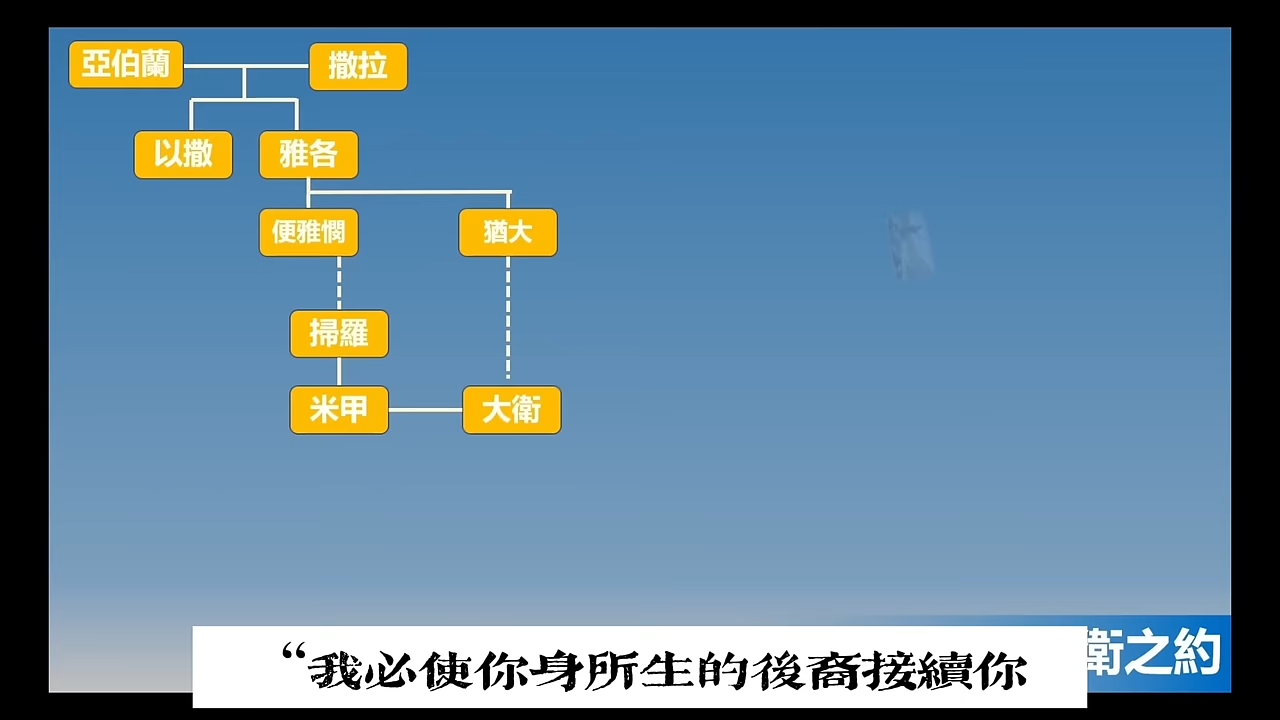 亞伯蘭
撒拉
以撒
雅各
便雅憫
猶大
掃羅
米甲
大衛
衛之約
“我必使你身所生的後裔接續你